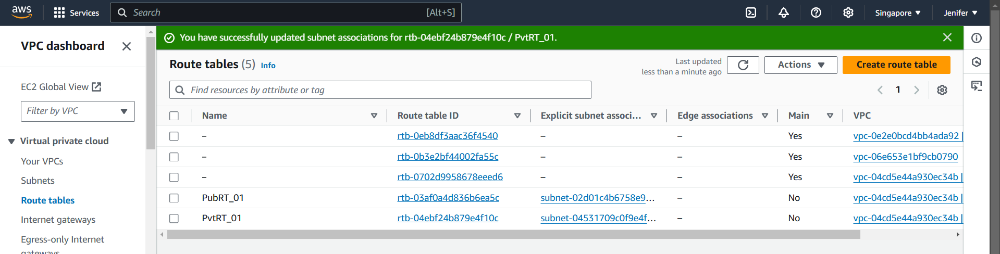 aws Services Search [Alt+S] Singapore Jenifer
VPC dashboard
EC2 Global View
Filter by VPC
Virtual private cloud
Your VPCs
Subnets
Route tables
Internet gateways
Egress-only Internet
gateways
You have successfully updated subnet associations for rtb-04ebf24b879e4f10c / PvtRT_01.
Route tables (5) Info
Last updated
less than a minute ago
Actions
Create route table
Find resources by attribute or tag
1
Name Route table ID Explicit subnet associ... Edge associations Main VPC
– rtb-0eb8df3aac36f4540 – – Yes vpc-0e2e0bcd4bb4ada92 |
– rtb-0b3e2bf44002fa55c – – Yes vpc-06e653e1bf9cb0790
– rtb-0702d9958678eeed6 – Yes vpc-04cd5e44a930ec34b |
PubRT_01 rtb-03af0a4d836b6ea5c subnet-02d01c4b6758e9... – No vpc-04cd5e44a930ec34b |
PvtRT_01 rtb-04ebf24b879e4f10c subnet-04531709c0f9e4f... – No vpc-04cd5e44a930ec34b |